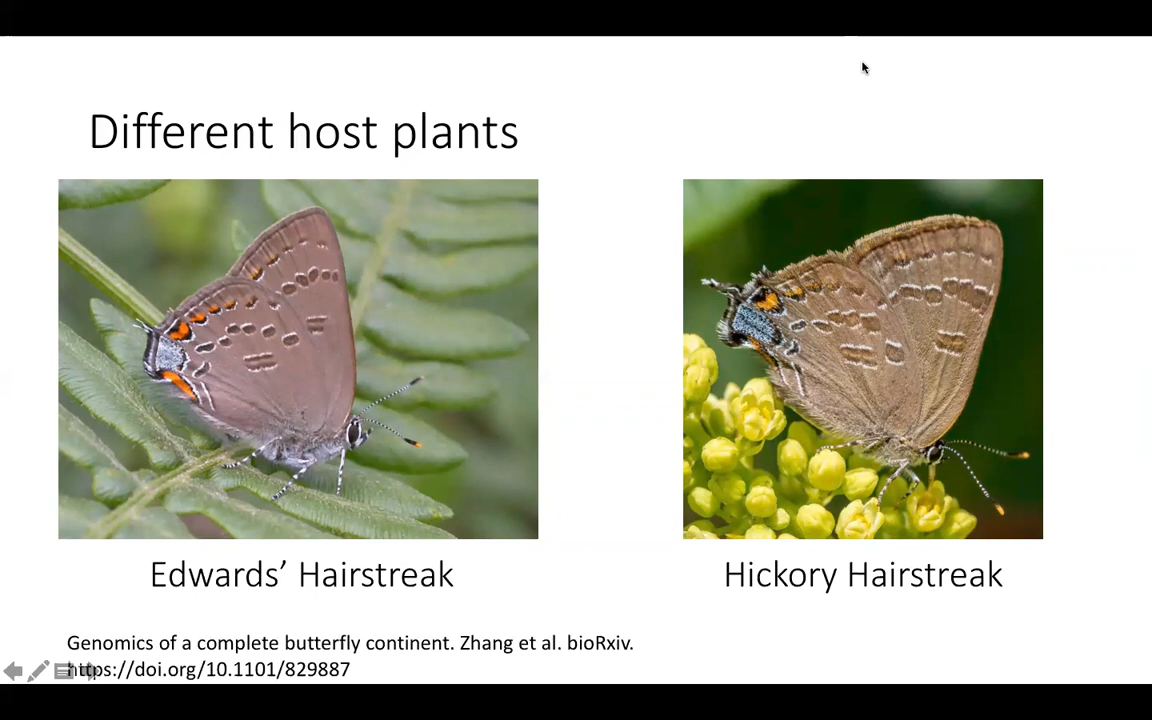 Different host plants
Edwards’ Hairstreak
Hickory Hairstreak
Genomics of a complete butterfly continent. Zhang et al. bioRxiv.
https://doi.org/10.1101/829887